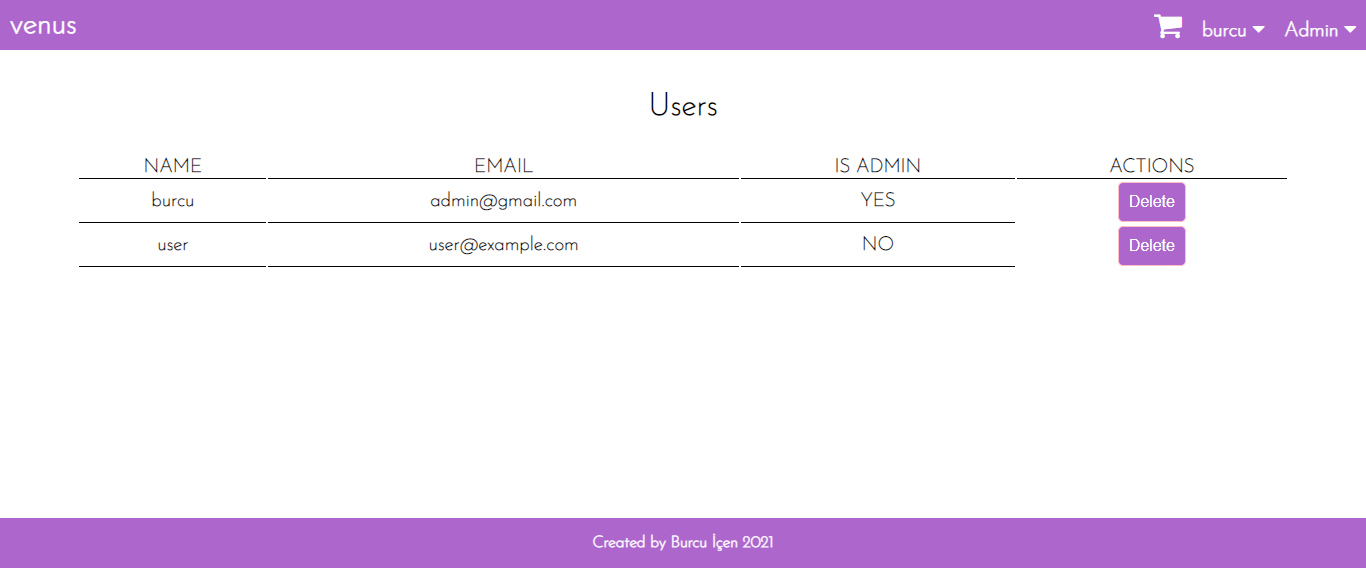 venus
burcu Admin
Users
NAME EMAIL IS ADMIN ACTIONS
burcu admin@gmail.com YES Delete
user user@example.com NO Delete
Created by Burcu İçen 2021